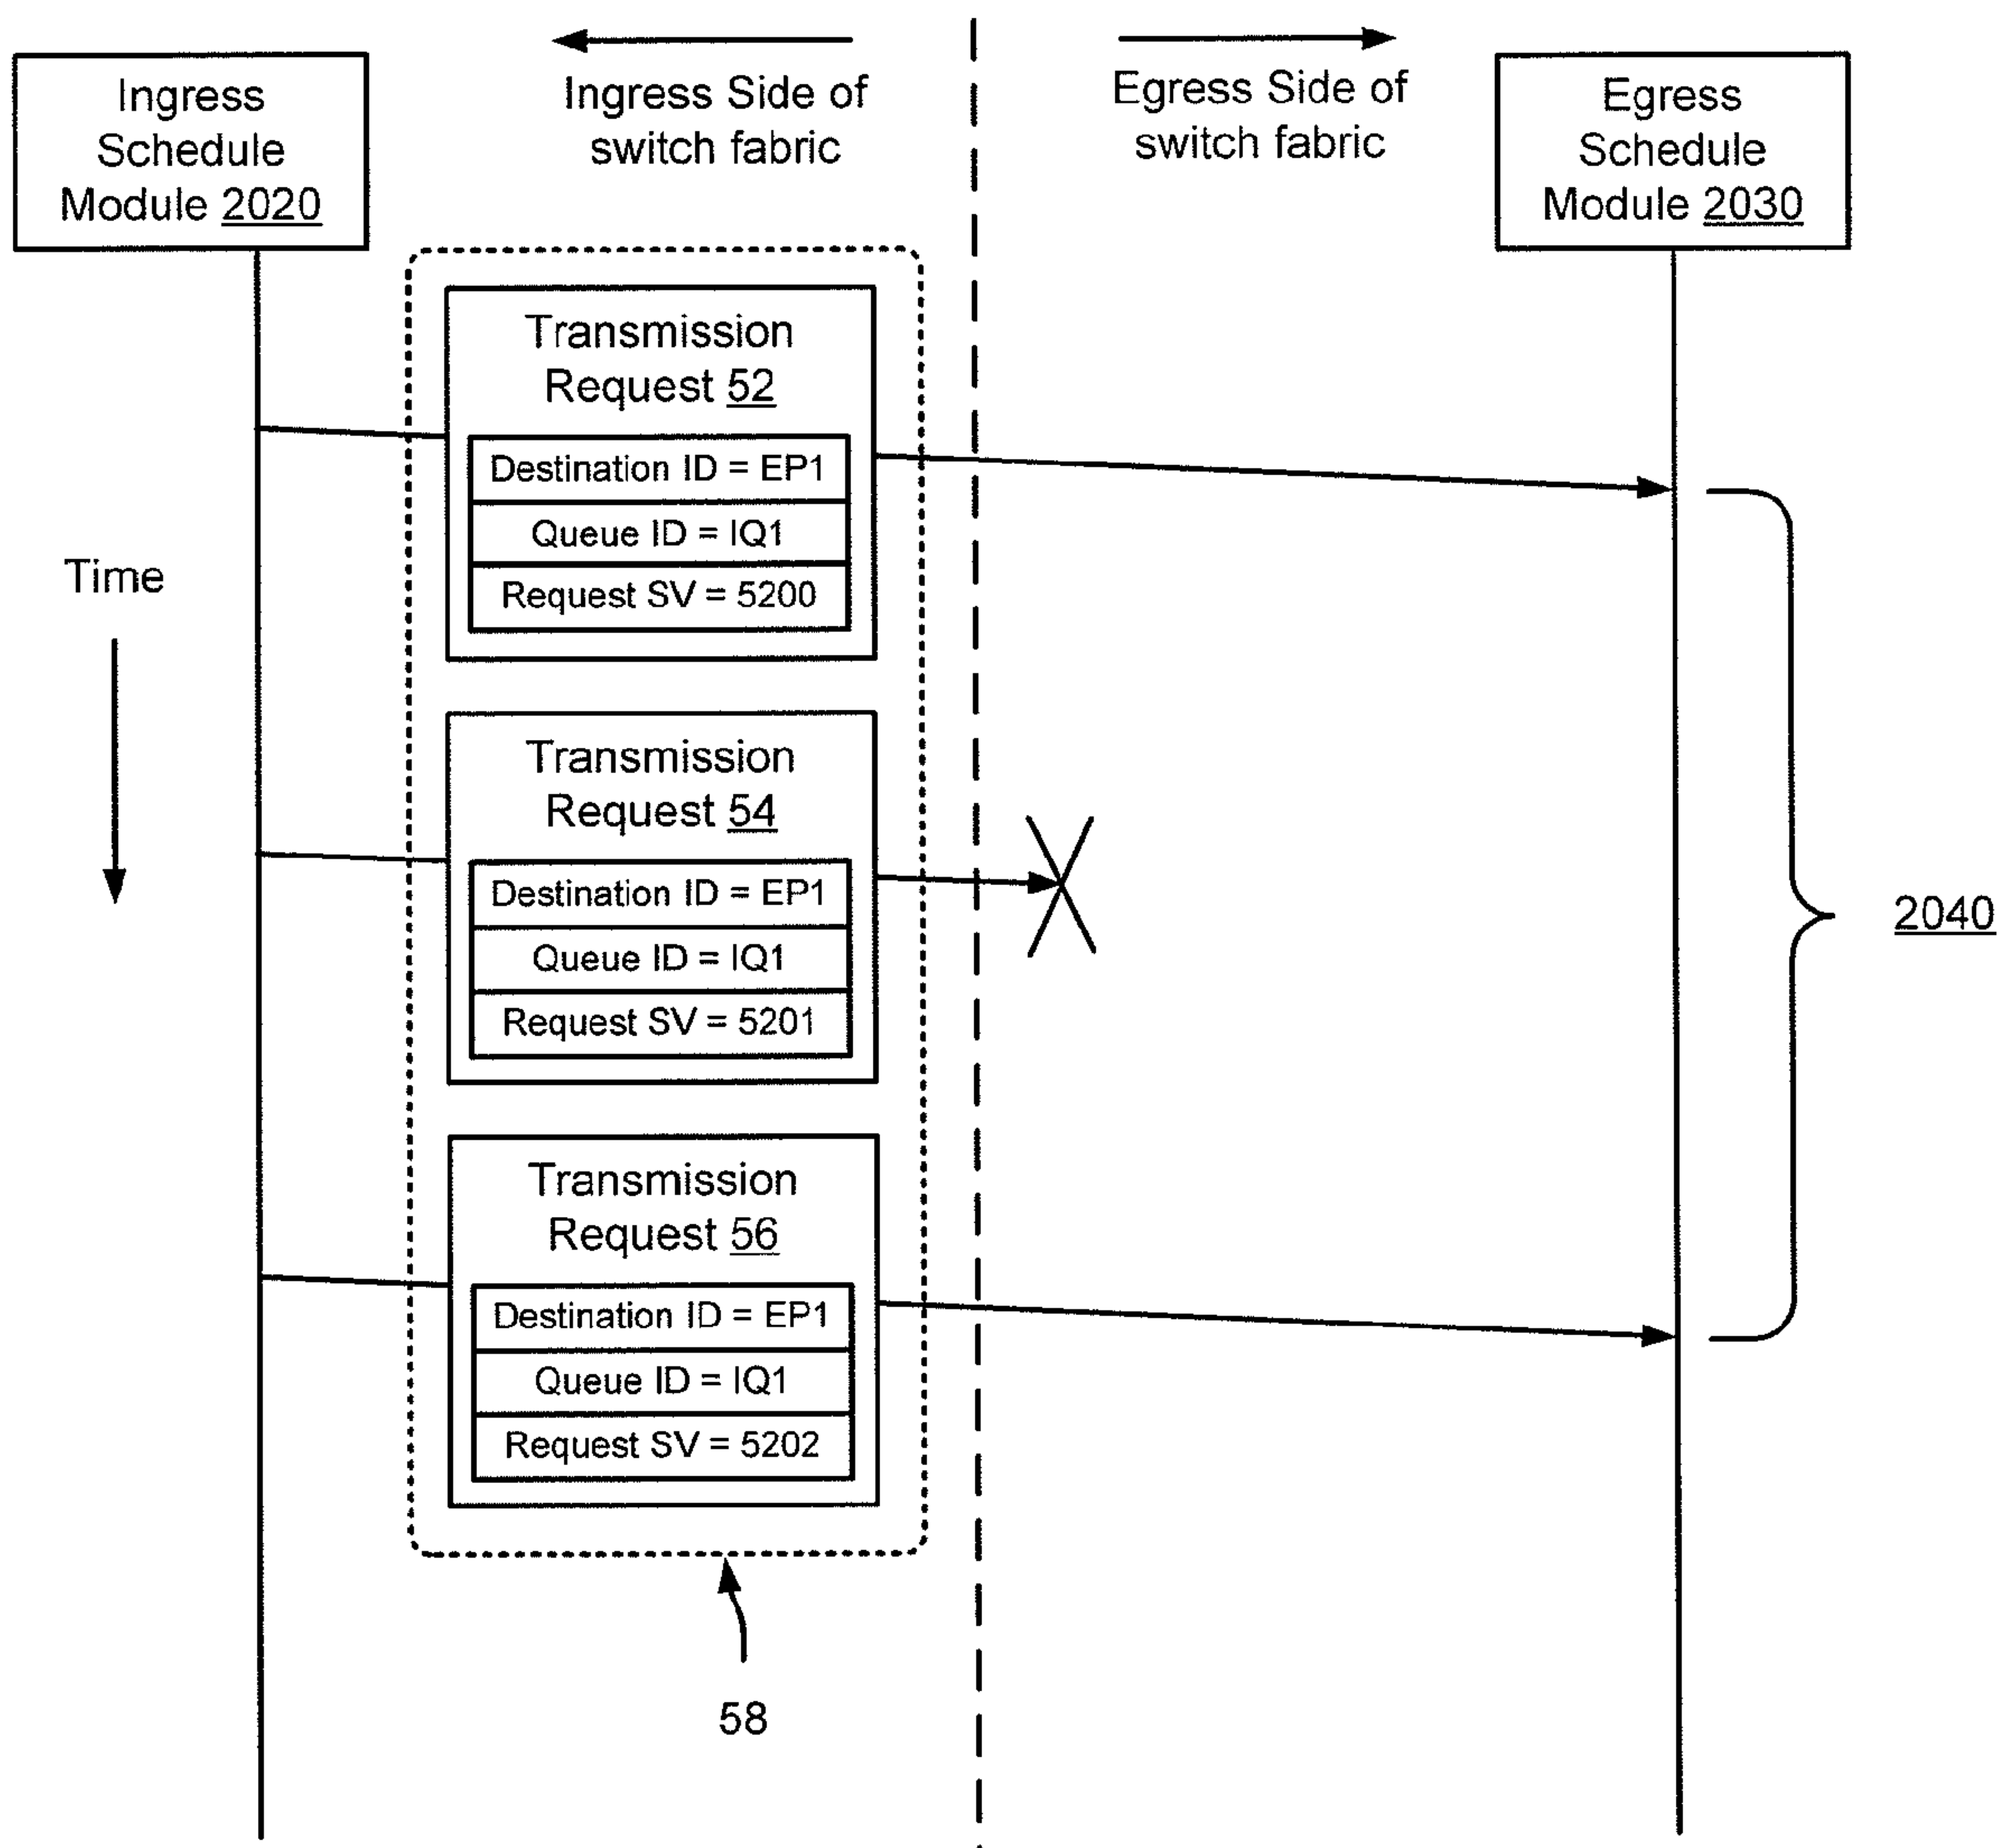 Ingress
Schedule
Module 2020
Ingress Side of
switch fabric
Egress Side of
switch fabric
Egress
Schedule
Module 2030
Time
Transmission
Request 52
Destination ID = EP1
Queue ID = IQ1
Request SV = 5200
Transmission
Request 54
Destination ID = EP1
Queue ID = IQ1
Request SV = 5201
2040
Transmission
Request 56
Destination ID = EP1
Queue ID = IQ1
Request SV = 5202
58